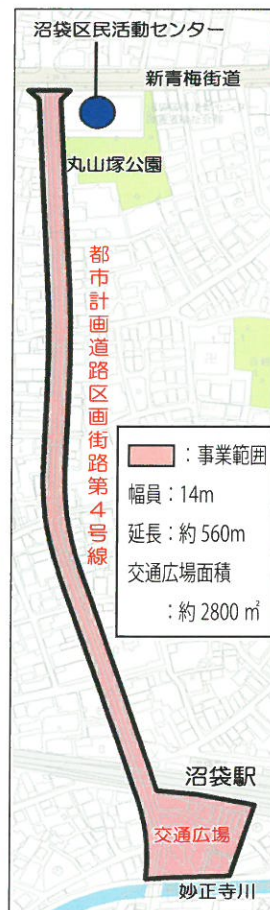 沼袋区民活動センター
新青梅街道
丸山塚公園
都市計画道路区画街路第4号線
：事業範囲
幅員：14m
延長：約560m
交通広場面積
：約2800㎡
沼袋駅
交通広場
妙正寺川